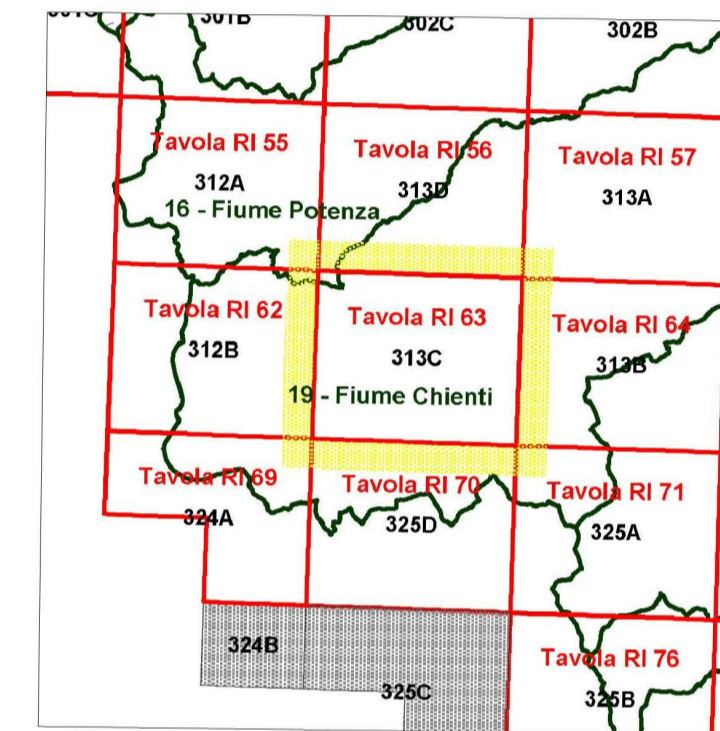 301B
302C
302B
Tavola RI 55
Tavola RI 56
Tavola RI 57
312A
313D
313A
16 - Fiume Potenza
Tavola RI 62
Tavola RI 63
Tavola RI 64
312B
313C
313B
19 - Fiume Chienti
Tavola RI 69
Tavola RI 70
Tavola RI 71
324A
325D
325A
324B
Tavola RI 76
325C
325B